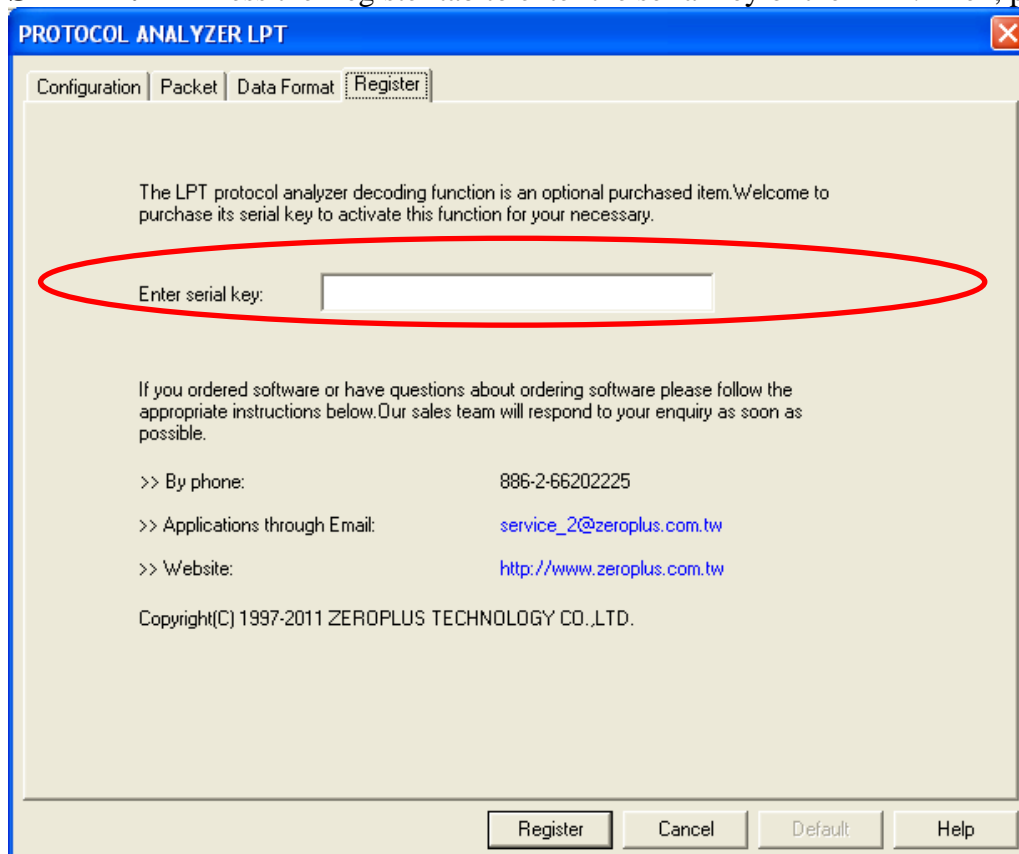 PROTOCOL ANALYZER LPT
Configuration Packet Data Format Register
The LPT protocol analyzer decoding function is an optional purchased item.Welcome to
purchase its serial key to activate this function for your necessary.
Enter serial key:
If you ordered software or have questions about ordering software please follow the
appropriate instructions below.Our sales team will respond to your enquiry as soon as
possible.
>> By phone: 886-2-66202225
>> Applications through Email: service_2@zeroplus.com.tw
>> Website: http://www.zeroplus.com.tw
Copyright(C) 1997-2011 ZEROPLUS TECHNOLOGY CO.,LTD.
Register Cancel Default Help